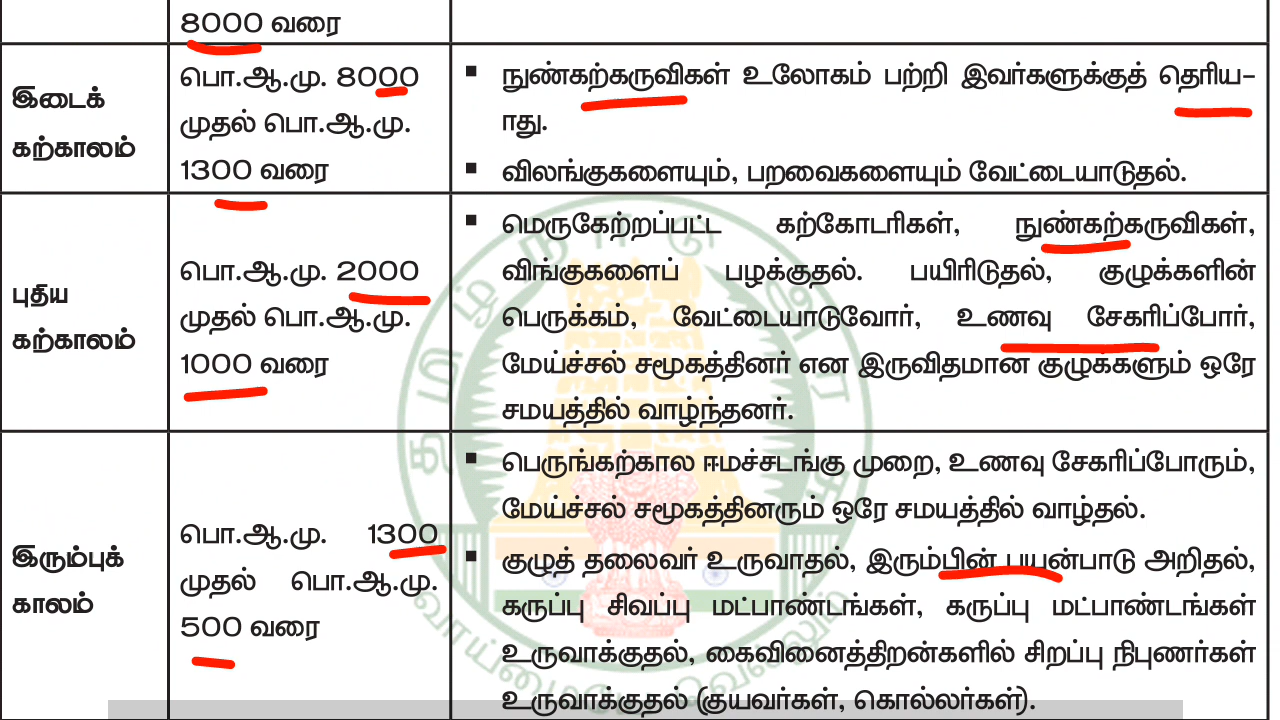 8000 வரை
இடைக்
கற்காலம்
பொ.ஆ.மு. 8000
முதல் பொ.ஆ.மு.
1300 வரை
▪ நுண்கற்கருவிகள் உலோகம் பற்றி இவர்களுக்குத் தெரிய-
ாது.
▪ விலங்குகளையும், பறவைகளையும் வேட்டையாடுதல்.
புதிய
கற்காலம்
பொ.ஆ.மு. 2000
முதல் பொ.ஆ.மு.
1000 வரை
▪ மெருகேற்றப்பட்ட கற்கோடரிகள், நுண்கற்கருவிகள்,
விங்குகளைப் பழக்குதல். பயிரிடுதல், குழுக்களின்
பெருக்கம், வேட்டையாடுவோர், உணவு சேகரிப்போர்,
மேய்ச்சல் சமூகத்தினர் என இருவிதமான குழுக்களும் ஒரே
சமயத்தில் வாழ்ந்தனர்.
இரும்புக்
காலம்
பொ.ஆ.மு. 1300
முதல் பொ.ஆ.மு.
500 வரை
▪ பெருங்கற்கால ஈமச்சடங்கு முறை, உணவு சேகரிப்போரும்,
மேய்ச்சல் சமூகத்தினரும் ஒரே சமயத்தில் வாழ்தல்.
▪ குழுத் தலைவர் உருவாதல், இரும்பின் பயன்பாடு அறிதல்,
கருப்பு சிவப்பு மட்பாண்டங்கள், கருப்பு மட்பாண்டங்கள்
உருவாக்குதல், கைவினைத்திறன்களில் சிறப்பு நிபுணர்கள்
உருவாக்குதல் (குயவர்கள், கொல்லர்கள்).